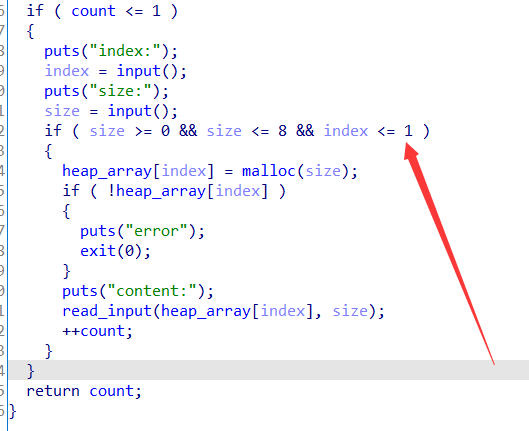 if ( count <= 1 )
{
puts("index:");
index = input();
puts("size:");
size = input();
if ( size >= 0 && size <= 8 && index <= 1 )
{
heap_array[index] = malloc(size);
if ( !heap_array[index] )
{
puts("error");
exit(0);
}
puts("content:");
read_input(heap_array[index], size);
++count;
}
}
return count;
}